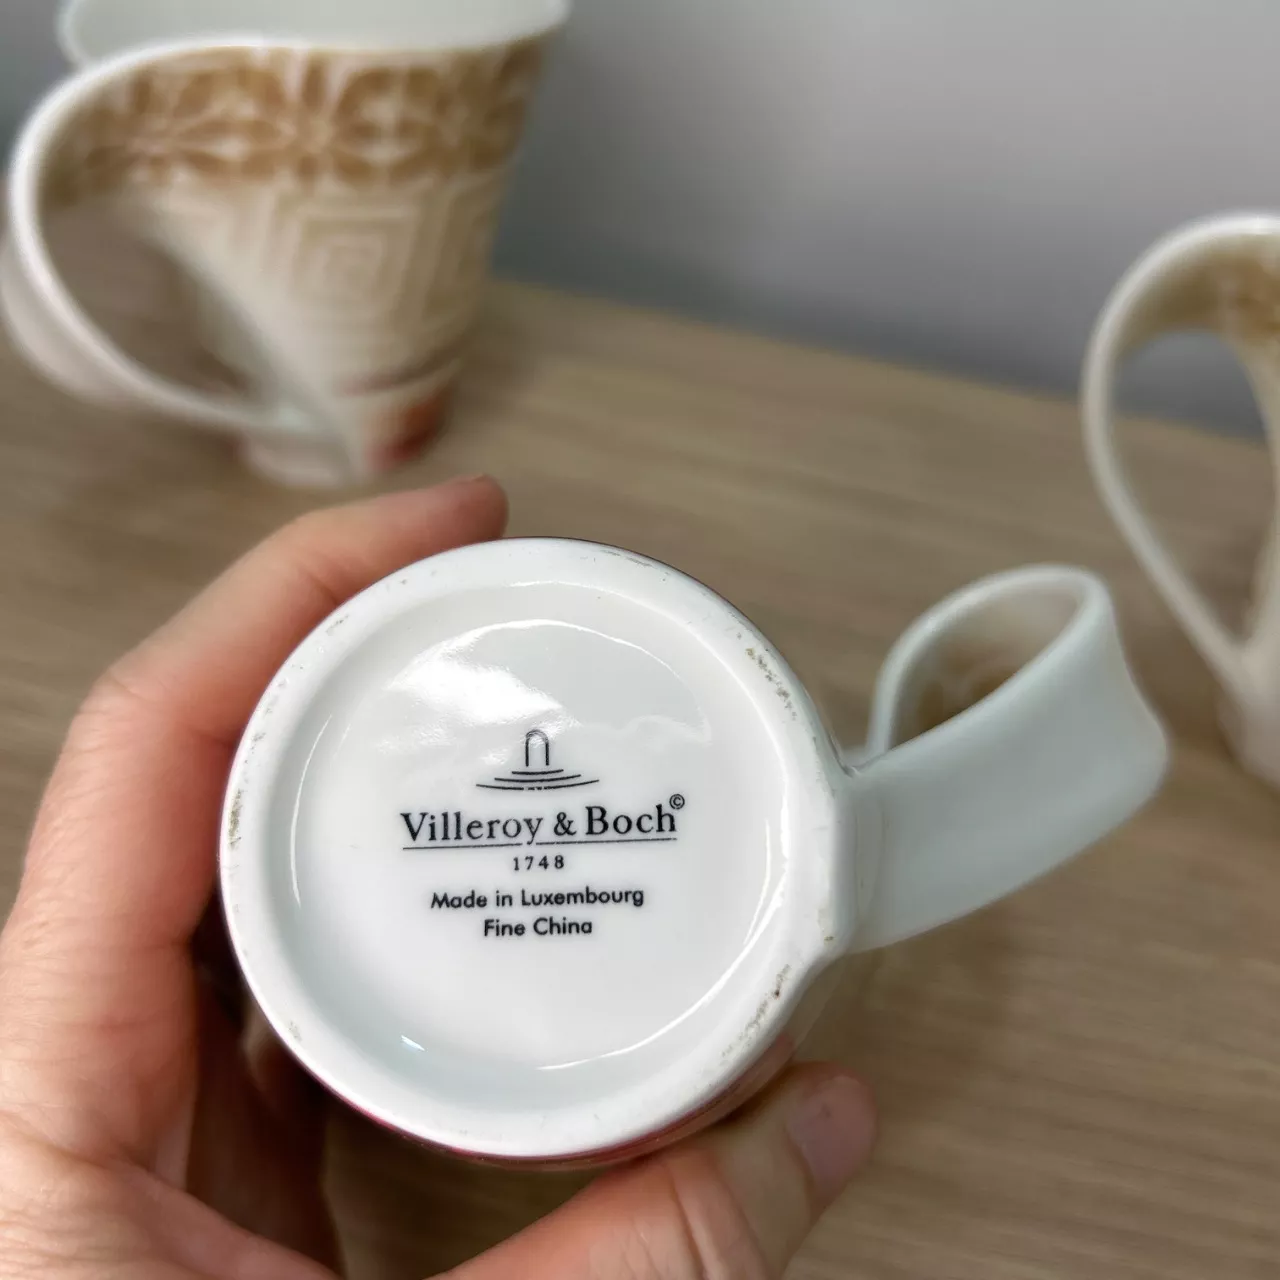 Villeroy & Boch©
1748
Made in Luxembourg
Fine China